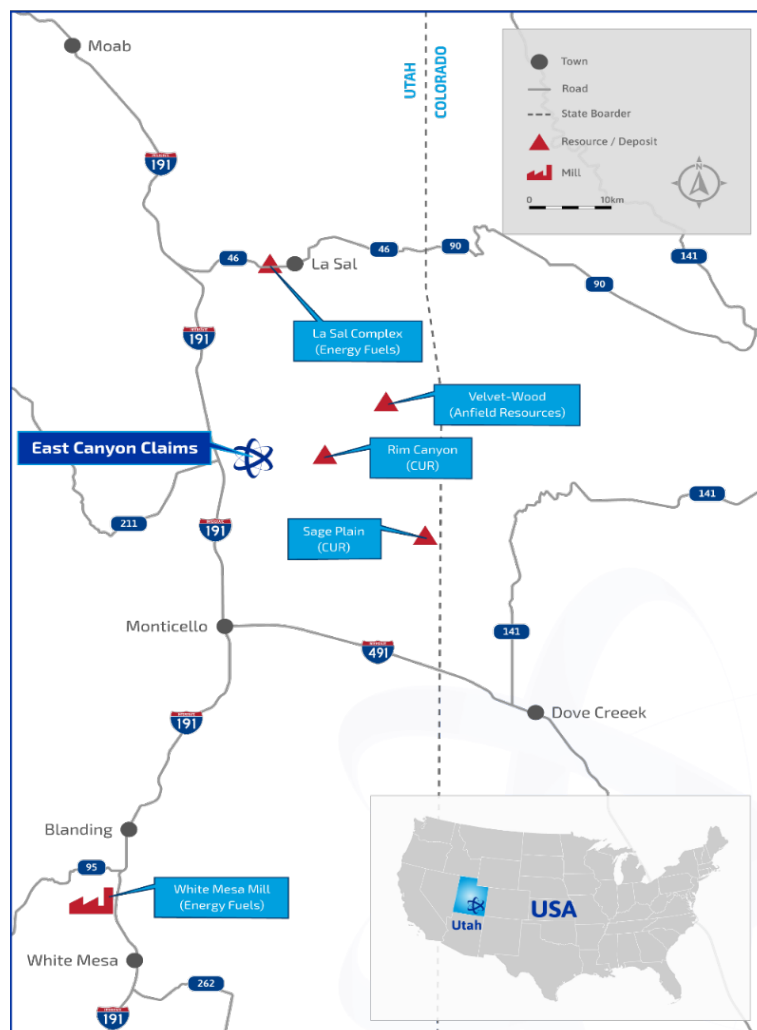 Moab
UTAH
COLORADO
Town
Road
State Boarder
Resource / Deposit
Mill
N
0
10km
191
46
La Sal
46
90
141
90
191
La Sal Complex
(Energy Fuels)
Velvet-Wood
(Anfield Resources)
East Canyon Claims
Rim Canyon
(CUR)
141
211
191
Sage Plain
(CUR)
Monticello
141
491
191
Dove Creeek
Blanding
95
White Mesa Mill
(Energy Fuels)
USA
Utah
White Mesa
262
191